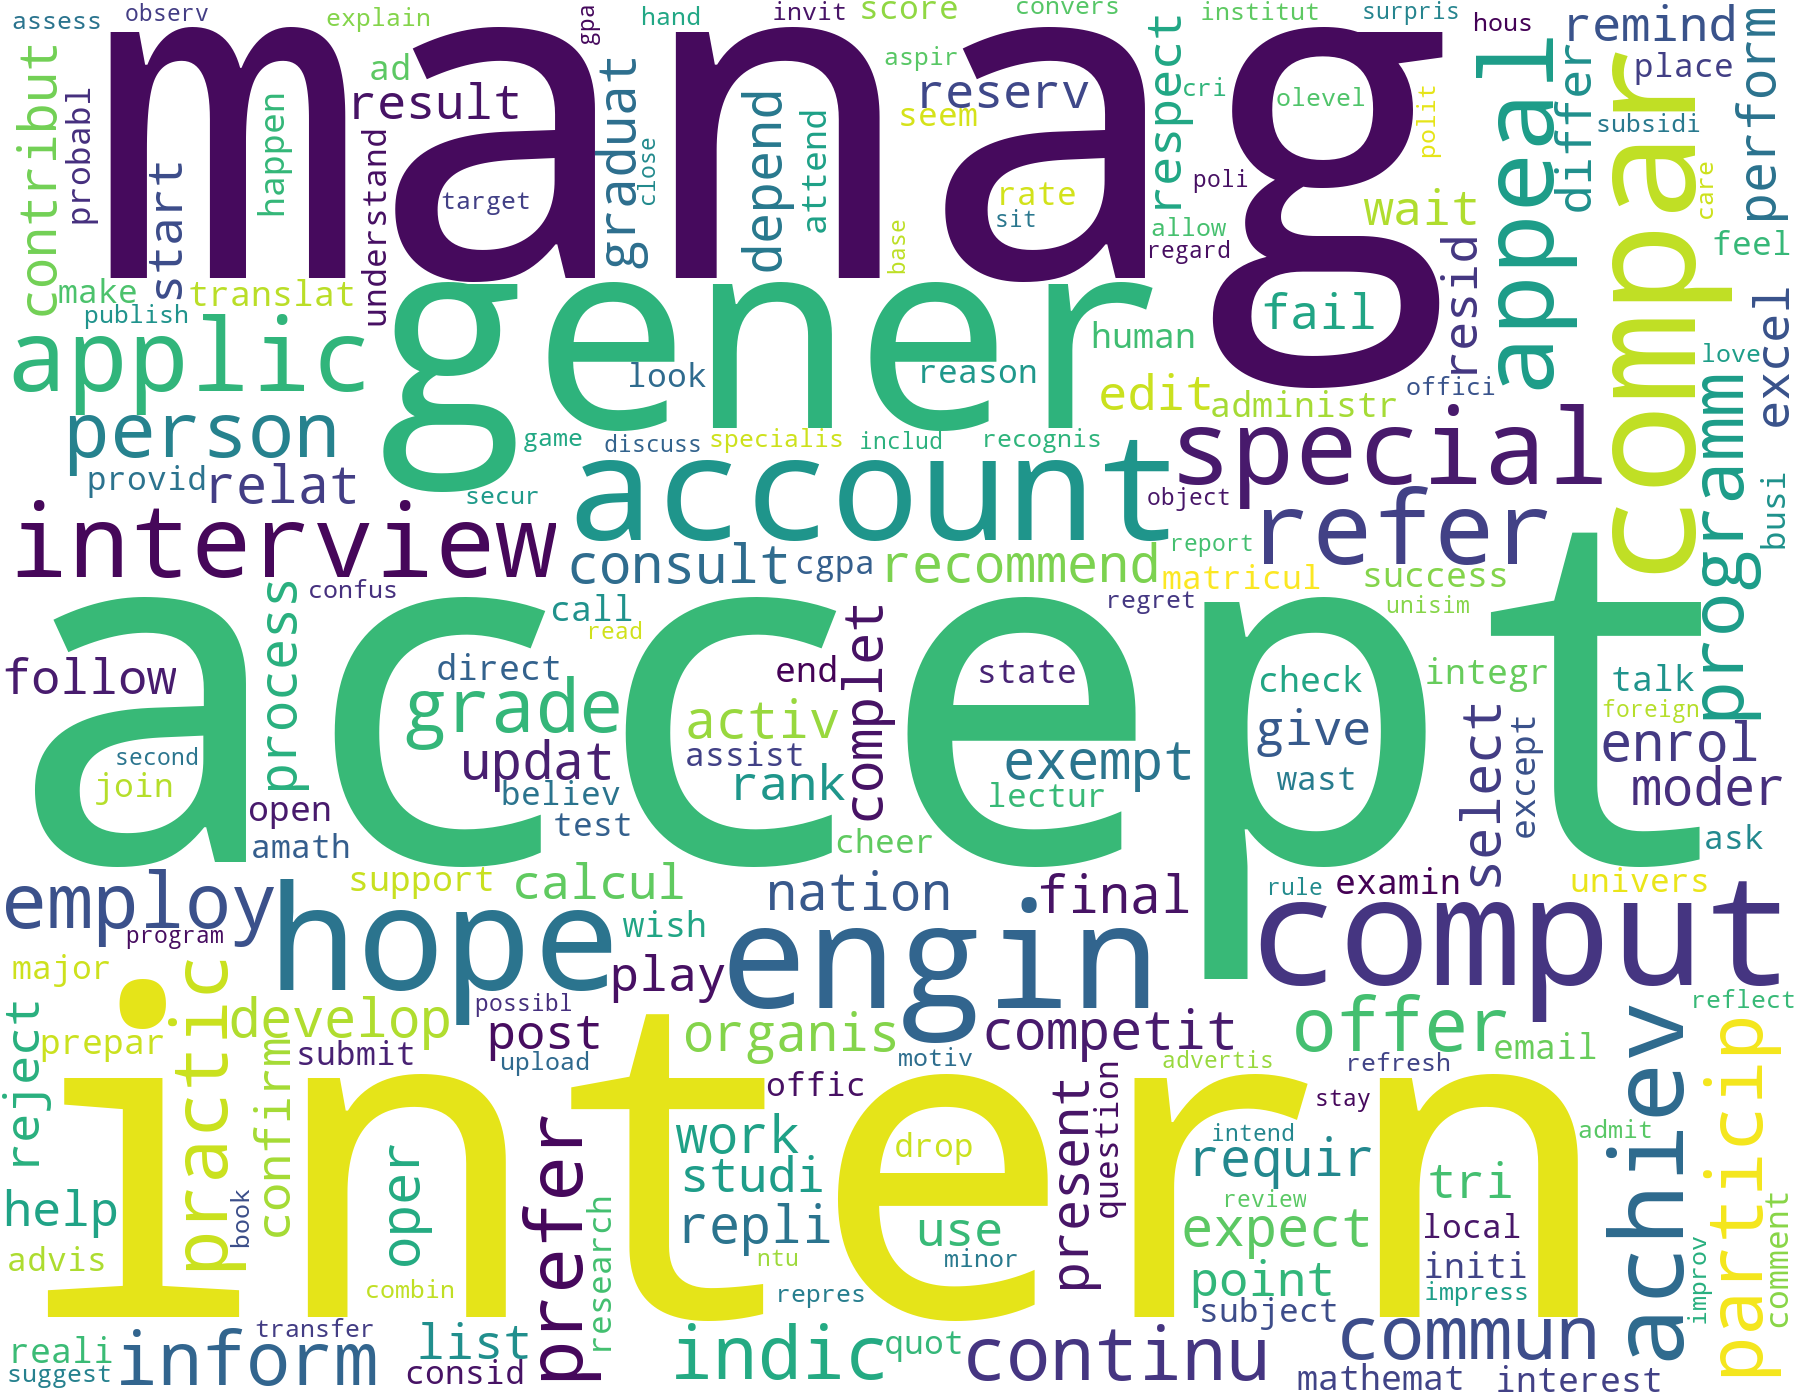 assess
observ
explain
gpa
hand
invit
score
convers
institut
surpris
hous
remind
manag
contribut
probabl
start
happen
ad
result
understand
graduat
close
target
depend
attend
aspir
reserv
seem
rate
sit
base
respect
cri
olevel
poli
allow
regard
polit
wait
appeal
differ
place
subsidi
compar
care
perform
feel
make
translat
publish
applic
gener
look
reason
human
fail
resid
edit
administr
offici
love
excel
person
provid
relat
game
discuss
specialis
includ
recognis
secur
account
special
object
refer
programm
busi
interview
consult
cgpa
recommend
report
matricul
success
unisim
confus
call
read
regret
accept
process
follow
direct
grade
end
activ
complet
state
check
give
integr
talk
foreign
enrol
second
join
updat
assist
rank
exempt
wast
lectur
select
except
moder
open
believ
test
amath
cheer
ask
employ
support
calcul
nation
final
rule
examin
univers
program
hope
wish
engin
comput
major
play
reject
prepar
practic
develop
possibl
post
organis
competit
offer
email
reflect
confirm
submit
upload
motiv
advertis
refresh
intern
offic
present
question
stay
admit
achiev
particip
help
book
oper
prefer
work
studi
drop
intend
requir
tri
advis
research
repli
use
review
expect
local
comment
combin
ntu
minor
point
initi
impress
improv
repres
subject
reali
transfer
suggest
inform
list
consid
indic
quot
continu
commun
mathemat
interest